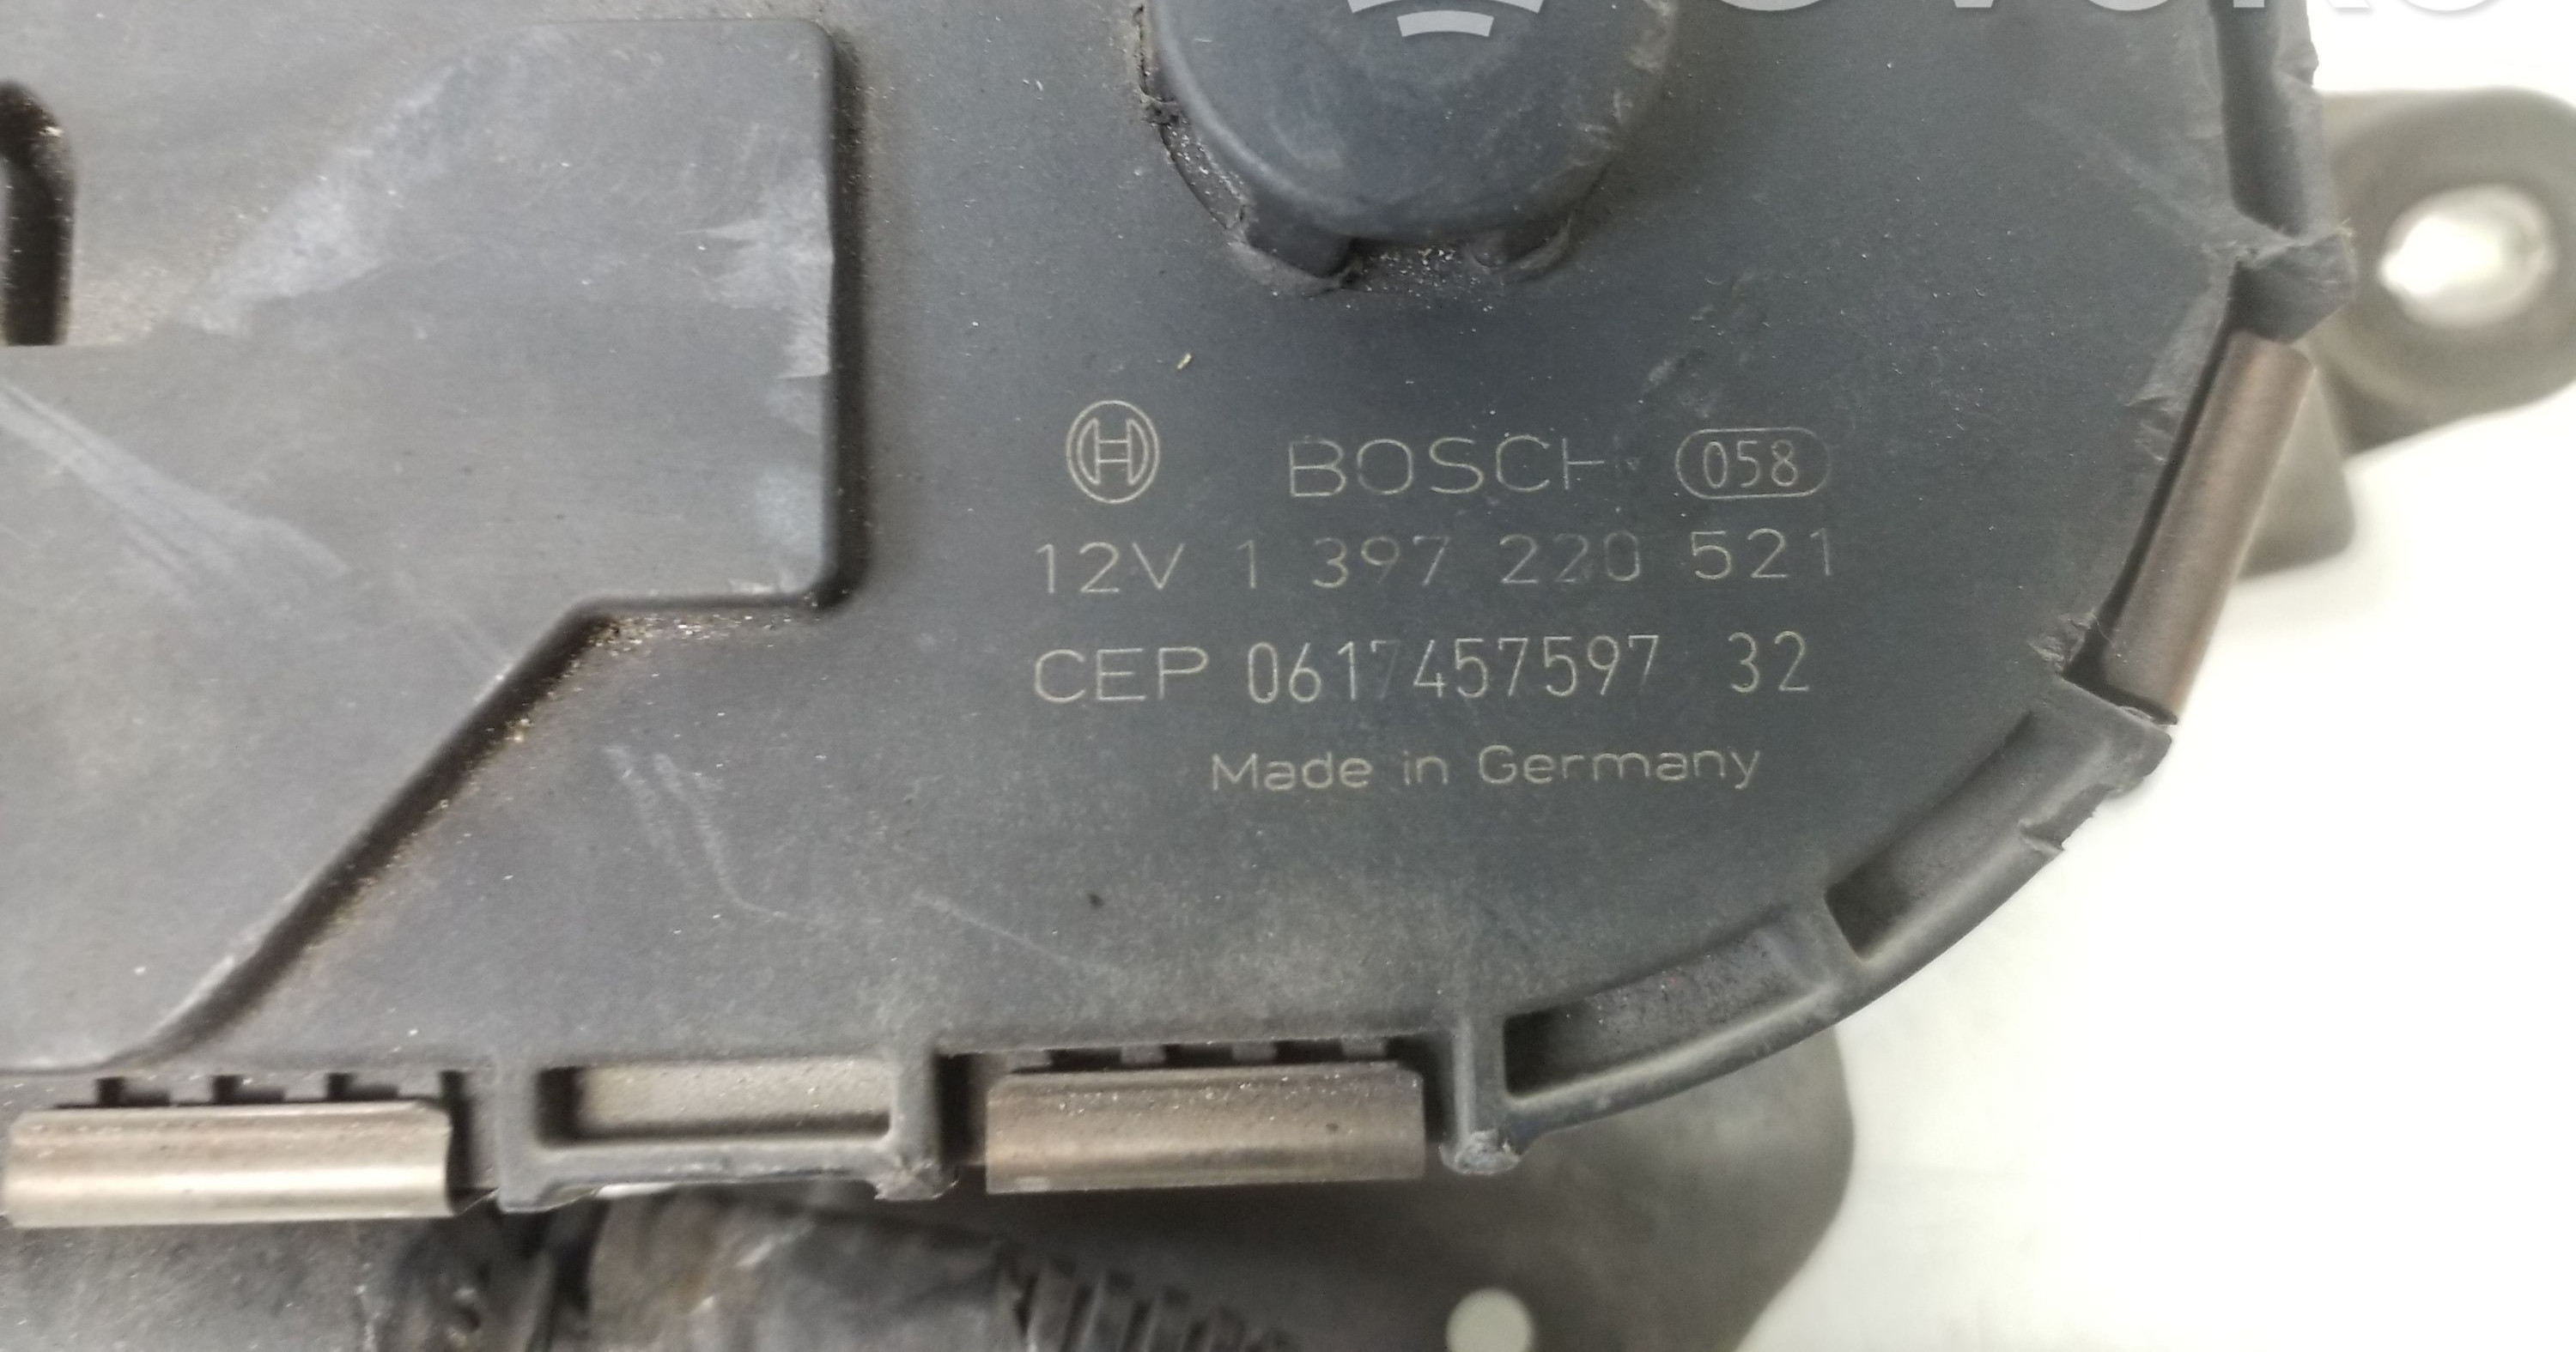 BOSCH 058
12V 1 397 220 521
CEP 0617457597 32
Made in Germany